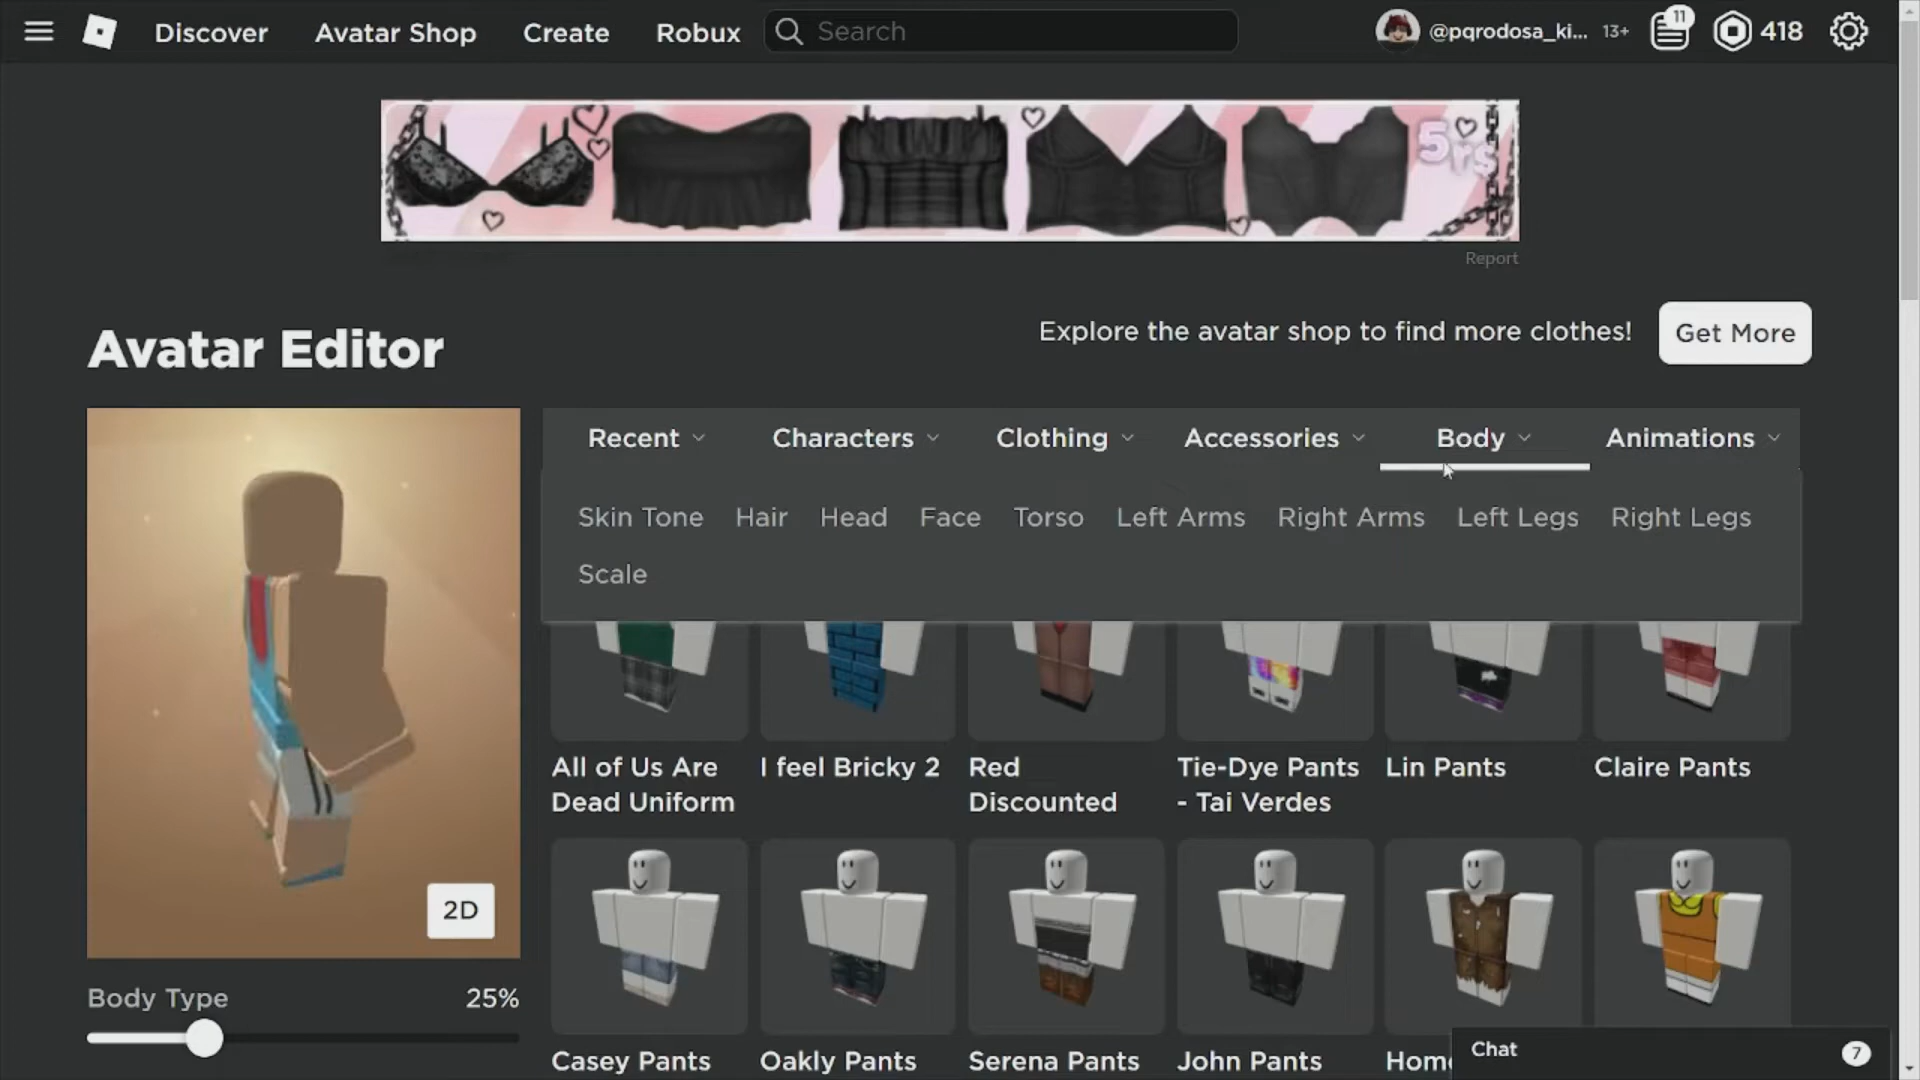 Discover Avatar Shop Create Robux Search @pqrodosa_ki... 13+ 11 418
5rs
Report
Avatar Editor
Explore the avatar shop to find more clothes! Get More
Recent Characters Clothing Accessories Body Animations
Skin Tone Hair Head Face Torso Left Arms Right Arms Left Legs Right Legs
Scale
All of Us Are
Dead Uniform
I feel Bricky 2
Red
Discounted
Tie-Dye Pants
- Tai Verdes
Lin Pants
Claire Pants
2D
Body Type 25%
Casey Pants Oakly Pants Serena Pants John Pants
Chat 7